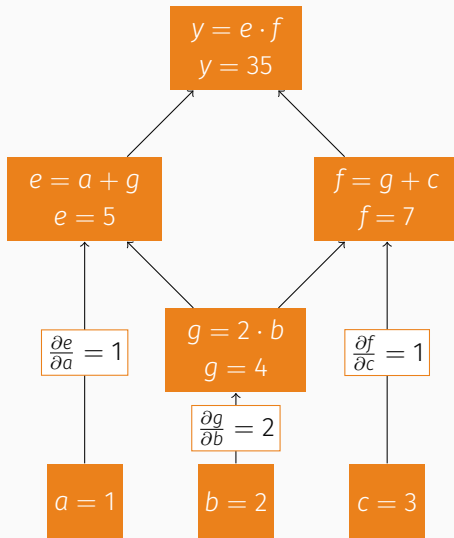 y = e · f
y = 35
e = a + g
e = 5
f = g + c
f = 7
g = 2 · b
g = 4
∂e/∂a = 1
∂f/∂c = 1
∂g/∂b = 2
a = 1
b = 2
c = 3